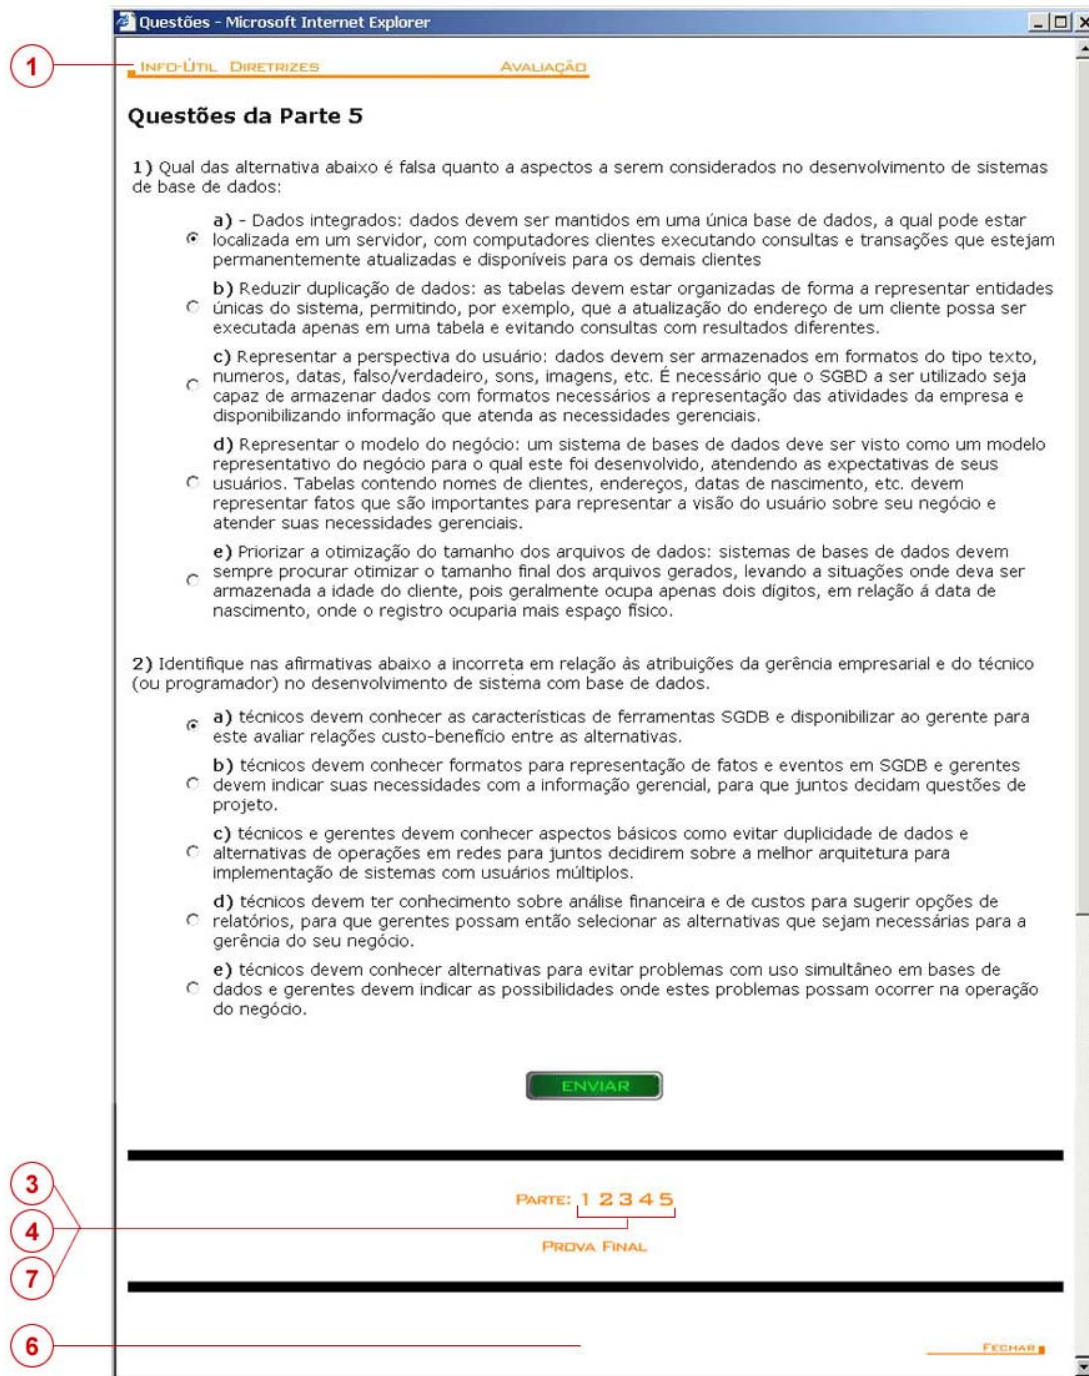 Questões - Microsoft Internet Explorer
1
INFO-ÚTIL DIRETRIZES AVALIAÇÃO
Questões da Parte 5
1) Qual das alternativa abaixo é falsa quanto a aspectos a serem considerados no desenvolvimento de sistemas
de base de dados:
a) - Dados integrados: dados devem ser mantidos em uma única base de dados, a qual pode estar
localizada em um servidor, com computadores clientes executando consultas e transações que estejam
permanentemente atualizadas e disponíveis para os demais clientes
b) Reduzir duplicação de dados: as tabelas devem estar organizadas de forma a representar entidades
únicas do sistema, permitindo, por exemplo, que a atualização do endereço de um cliente possa ser
executada apenas em uma tabela e evitando consultas com resultados diferentes.
c) Representar a perspectiva do usuário: dados devem ser armazenados em formatos do tipo texto,
numeros, datas, falso/verdadeiro, sons, imagens, etc. É necessário que o SGBD a ser utilizado seja
capaz de armazenar dados com formatos necessários a representação das atividades da empresa e
disponibilizando informação que atenda as necessidades gerenciais.
d) Representar o modelo do negócio: um sistema de bases de dados deve ser visto como um modelo
representativo do negócio para o qual este foi desenvolvido, atendendo as expectativas de seus
usuários. Tabelas contendo nomes de clientes, endereços, datas de nascimento, etc. devem
representar fatos que são importantes para representar a visão do usuário sobre seu negócio e
atender suas necessidades gerenciais.
e) Priorizar a otimização do tamanho dos arquivos de dados: sistemas de bases de dados devem
sempre procurar otimizar o tamanho final dos arquivos gerados, levando a situações onde deva ser
armazenada a idade do cliente, pois geralmente ocupa apenas dois dígitos, em relação á data de
nascimento, onde o registro ocuparia mais espaço físico.
2) Identifique nas afirmativas abaixo a incorreta em relação às atribuições da gerência empresarial e do técnico
(ou programador) no desenvolvimento de sistema com base de dados.
a) técnicos devem conhecer as características de ferramentas SGDB e disponibilizar ao gerente para
este avaliar relações custo-benefício entre as alternativas.
b) técnicos devem conhecer formatos para representação de fatos e eventos em SGDB e gerentes
devem indicar suas necessidades com a informação gerencial, para que juntos decidam questões de
projeto.
c) técnicos e gerentes devem conhecer aspectos básicos como evitar duplicidade de dados e
alternativas de operações em redes para juntos decidirem sobre a melhor arquitetura para
implementação de sistemas com usuários múltiplos.
d) técnicos devem ter conhecimento sobre análise financeira e de custos para sugerir opções de
relatórios, para que gerentes possam então selecionar as alternativas que sejam necessárias para a
gerência do seu negócio.
e) técnicos devem conhecer alternativas para evitar problemas com uso simultâneo em bases de
dados e gerentes devem indicar as possibilidades onde estes problemas possam ocorrer na operação
do negócio.
ENVIAR
3
PARTE: 1 2 3 4 5
4
PROVA FINAL
7
6
FECHAR